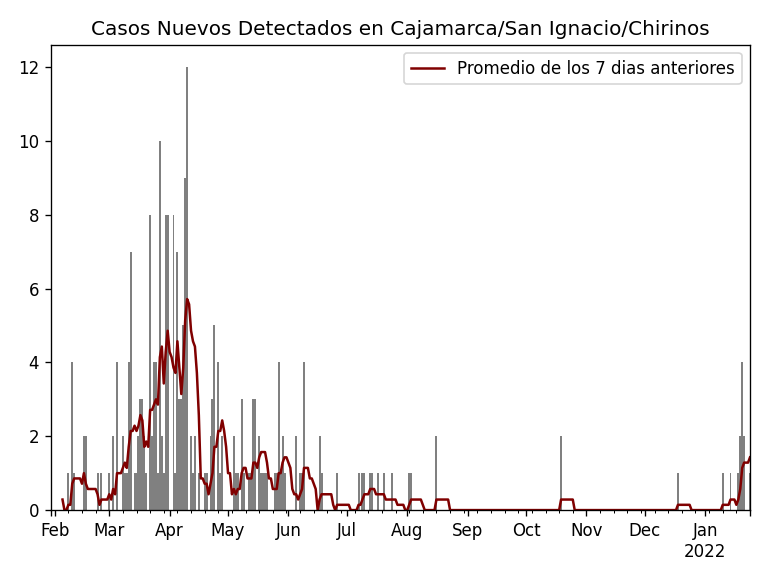 Casos Nuevos Detectados en Cajamarca/San Ignacio/Chirinos
Promedio de los 7 dias anteriores
12
10
8
6
4
2
0
Feb Mar Apr May Jun Jul Aug Sep Oct Nov Dec Jan
2022